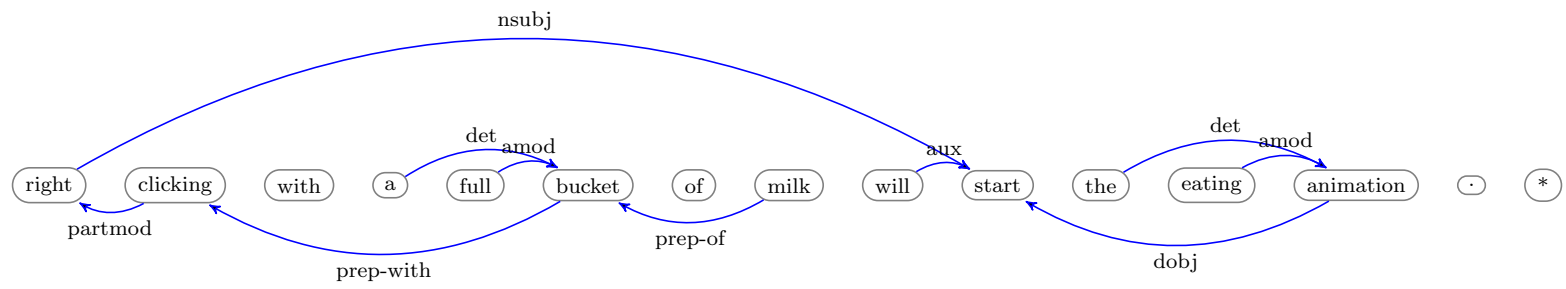 nsubj
det
amod
aux
det
amod
right clicking with a full bucket of milk will start the eating animation . *
partmod
prep-with
prep-of
dobj